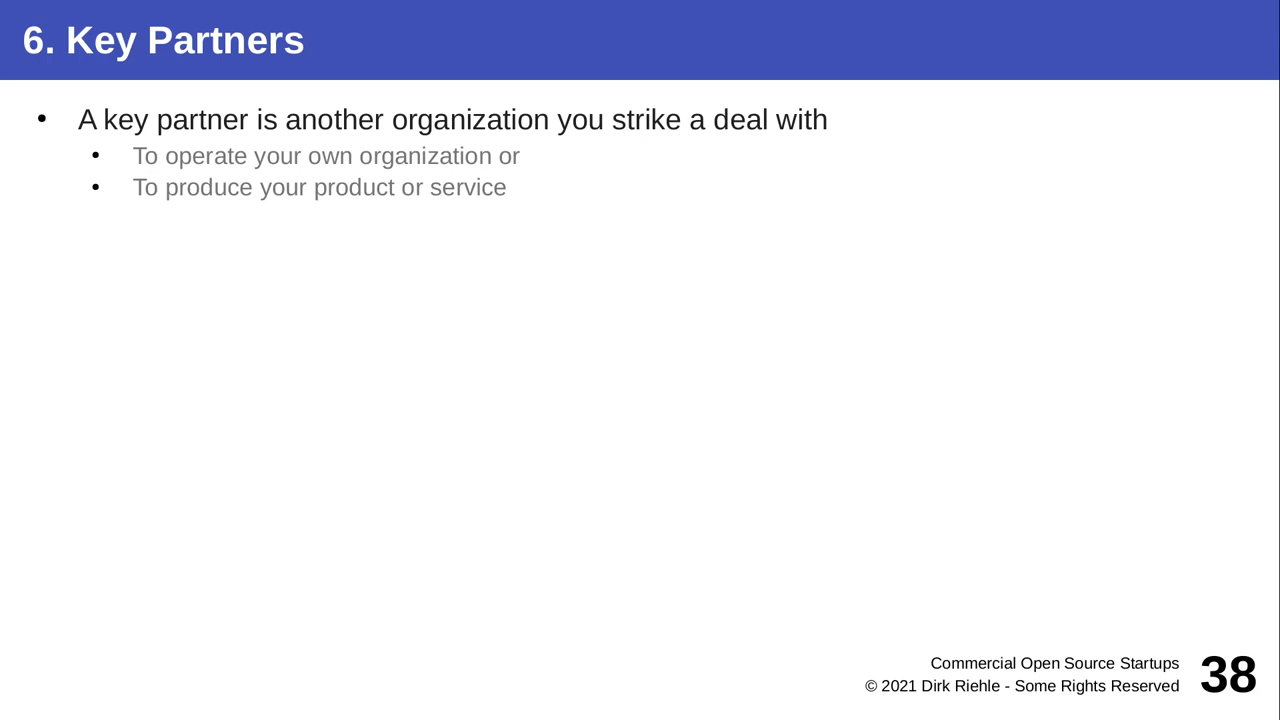 6. Key Partners
• A key partner is another organization you strike a deal with
• To operate your own organization or
• To produce your product or service
Commercial Open Source Startups
© 2021 Dirk Riehle - Some Rights Reserved
38